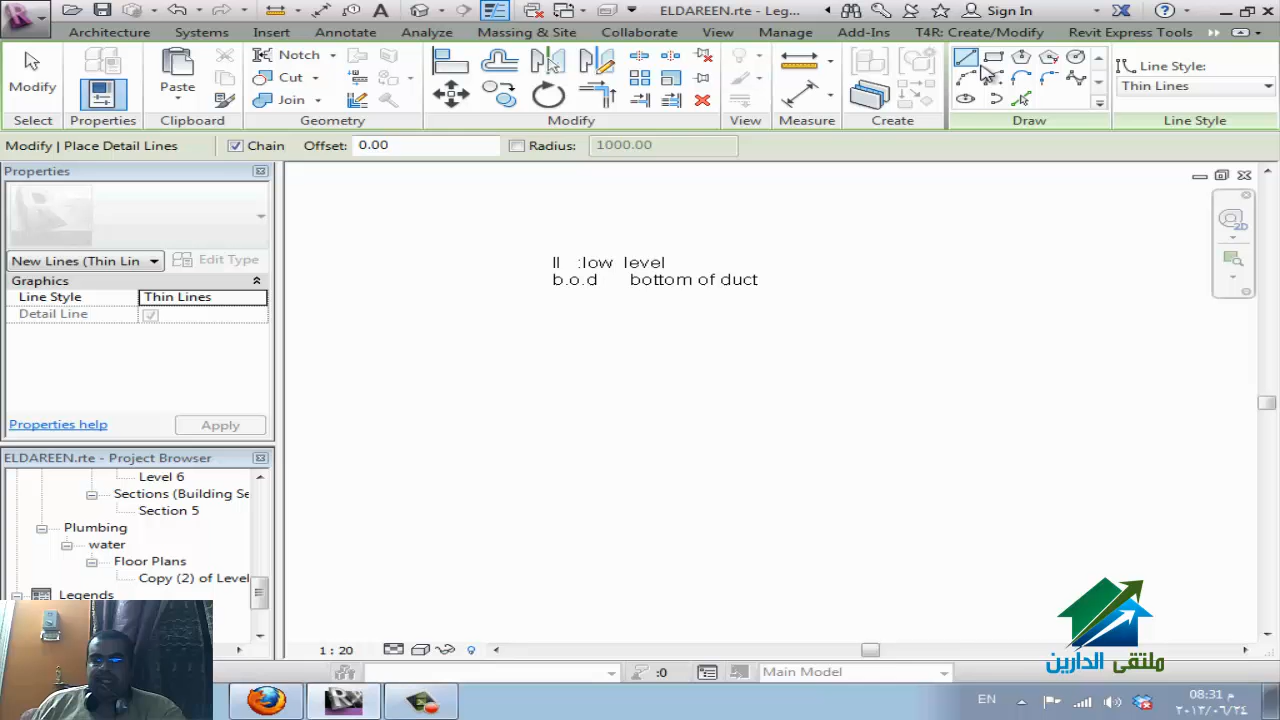 ELDAREEN.rte - Leg...
Sign In
Architecture Systems Insert Annotate Analyze Massing & Site Collaborate View Manage Add-Ins T4R: Create/Modify Revit Express Tools
Modify
Paste
Notch
Cut
Join
Line Style:
Thin Lines
Select Properties Clipboard Geometry Modify View Measure Create Draw Line Style
Modify | Place Detail Lines Chain Offset: 0.00 Radius: 1000.00
Properties
New Lines (Thin Lin Edit Type
Graphics
Line Style Thin Lines
Detail Line
Properties help Apply
ELDAREEN.rte - Project Browser
Level 6
Sections (Building Se
Section 5
Plumbing
water
Floor Plans
Copy (2) of Level
Legends
ll :low level
b.o.d bottom of duct
2D
1 : 20
:0 Main Model
ملتقى الدارين
EN
08:31 م
٢٠١٣/٠٦/٢٤